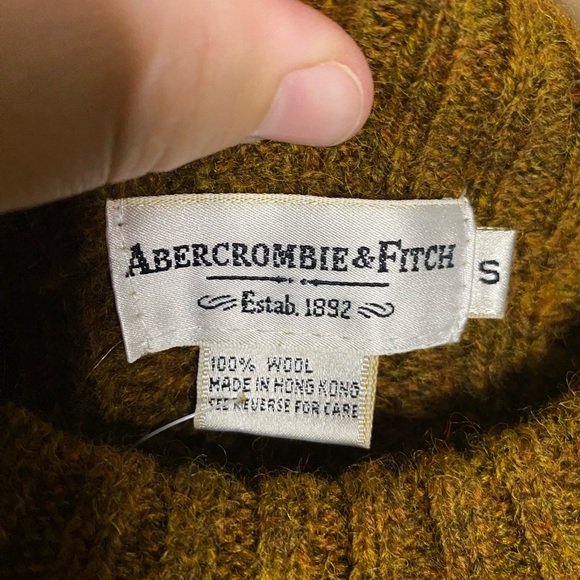 ABERCROMBIE & FITCH
Estab. 1892
S
100% WOOL
MADE IN HONG KONG
SEE REVERSE FOR CARE